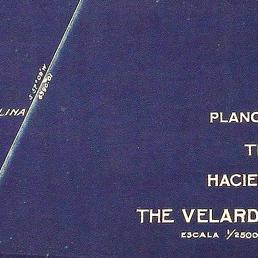 LINA
PLANO
T
HACIE
THE VELARD
ESCALA 1/2500